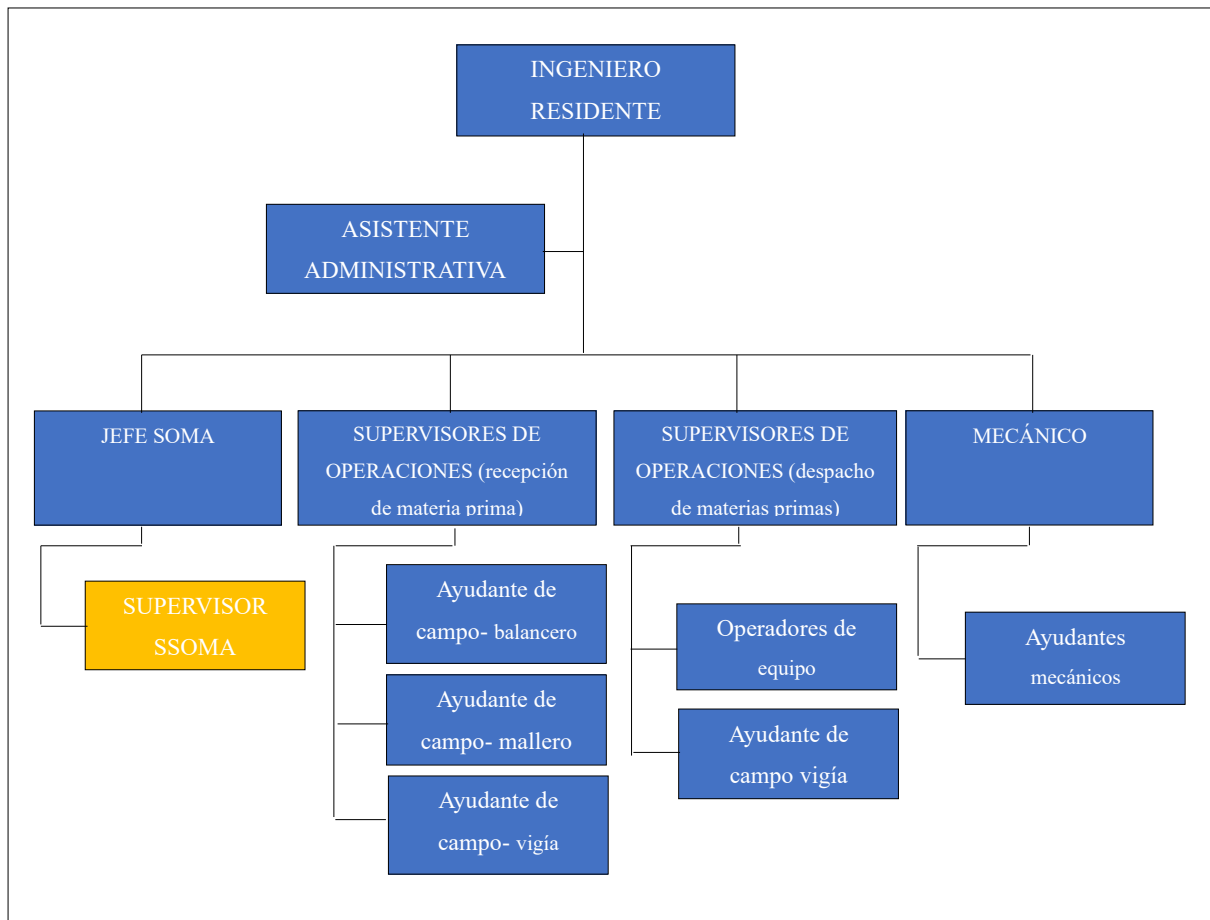 INGENIERO
RESIDENTE
ASISTENTE
ADMINISTRATIVA
JEFE SOMA
SUPERVISORES DE
OPERACIONES (recepción
de materia prima)
SUPERVISORES DE
OPERACIONES (despacho
de materias primas)
MECÁNICO
SUPERVISOR
SSOMA
Ayudante de
campo- balancero
Ayudante de
campo- mallero
Ayudante de
campo- vigía
Operadores de
equipo
Ayudante de
campo vigía
Ayudantes
mecánicos